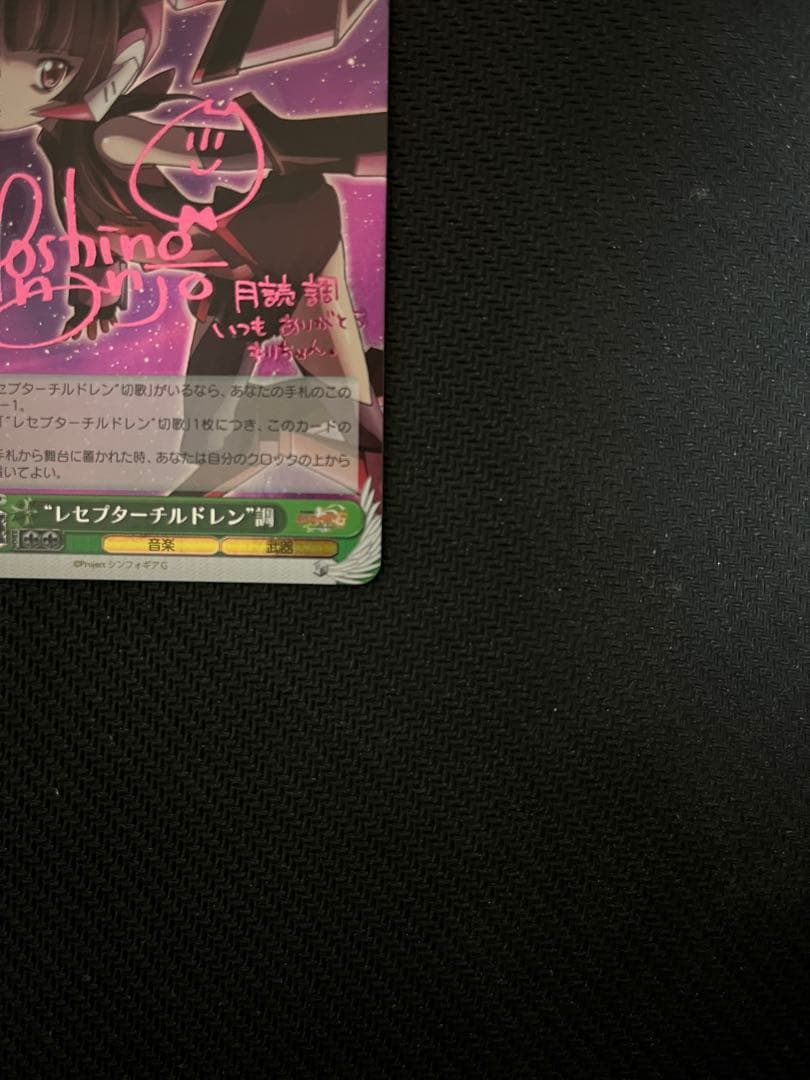 oshino
月読 調
いつも ありがとう
セプターチルドレン"切歌」がいるなら、あなたの手札のこの
ー1。
「"レセプターチルドレン"切歌」1枚につき、このカードの
手札から舞台に置かれた時、あなたは自分のクロックの上から
置いてよい。
"レセプターチルドレン"調
音楽 武器
©Project シンフォギアG